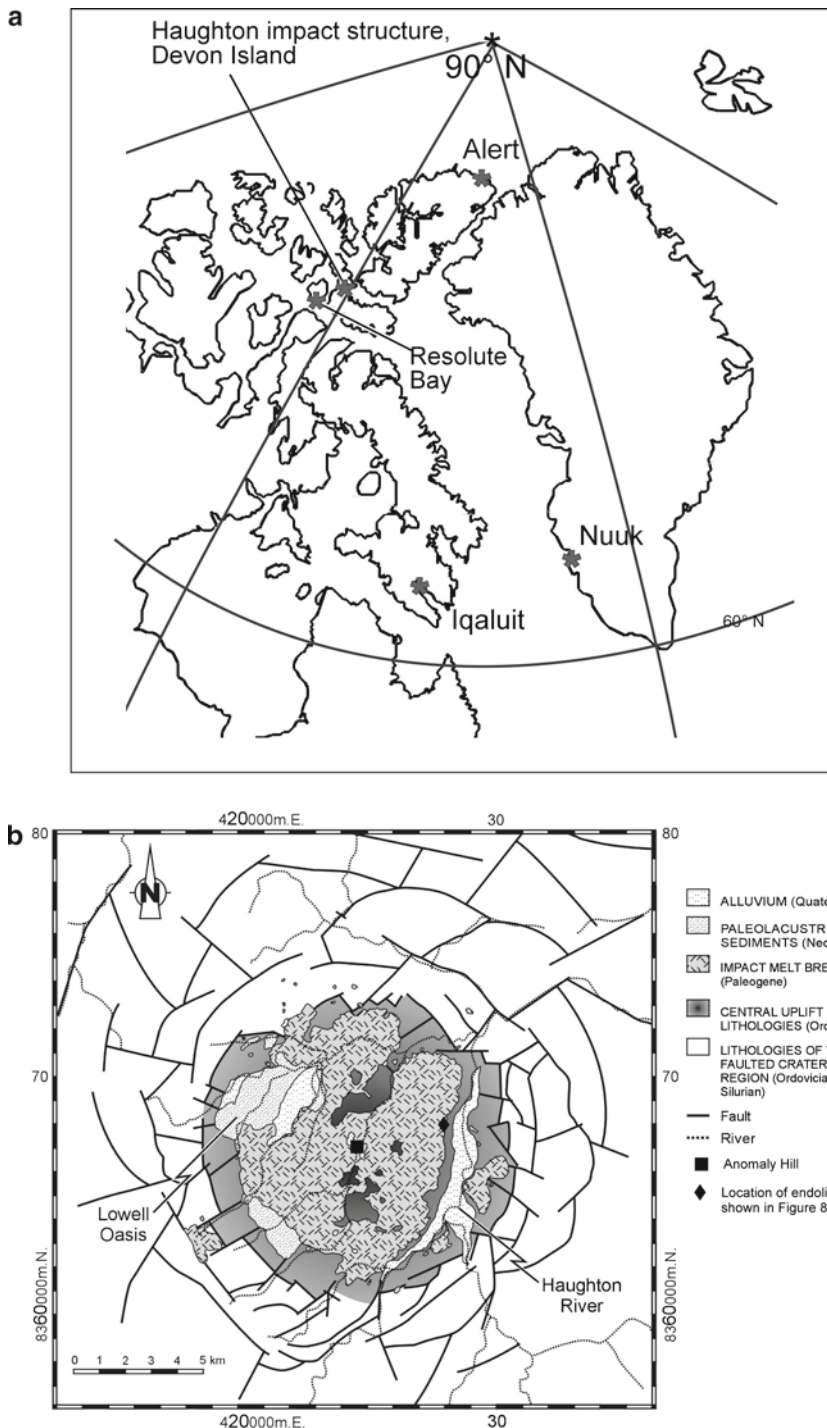 a
Haughton impact structure,
Devon Island
90° N
Alert
Resolute
Bay
Nuuk
Iqaluit
60° N
b
420000m.E.
30
80
80
N
70
70
8360000m.N.
8360000m.N.
Lowell
Oasis
Haughton
River
0 1 2 3 4 5 km
420000m.E.
30
ALLUVIUM (Quate
PALEOLACUSTR
SEDIMENTS (Neo
IMPACT MELT BRE
(Paleogene)
CENTRAL UPLIFT
LITHOLOGIES (Ord
LITHOLOGIES OF
FAULTED CRATER
REGION (Ordovicia
Silurian)
Fault
River
Anomaly Hill
Location of endoli
shown in Figure 8